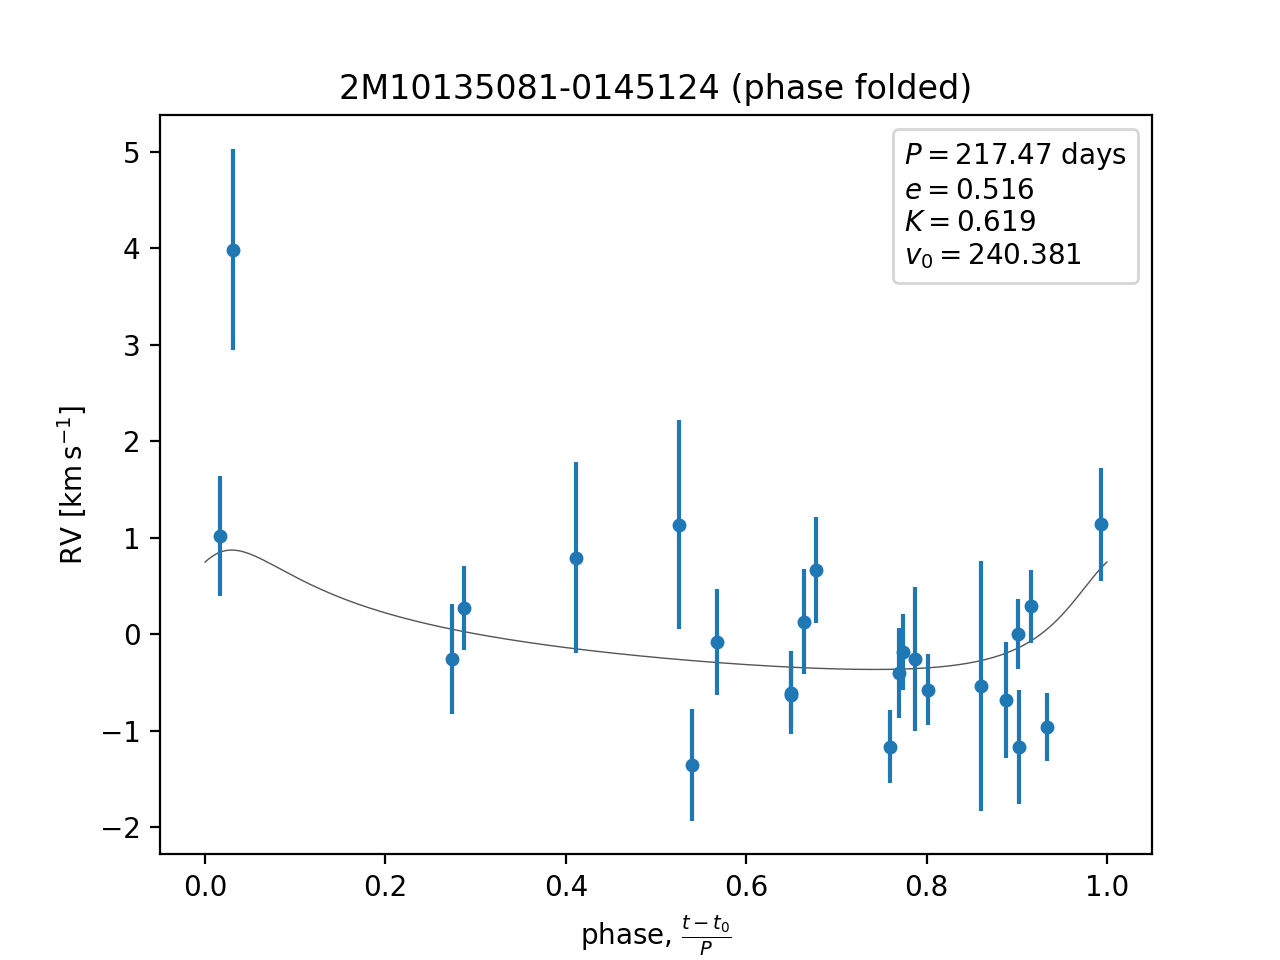 2M10135081-0145124 (phase folded)
P = 217.47 days
e = 0.516
K = 0.619
v₀ = 240.381
5
4
3
2
1
0
−1
−2
RV [km s⁻¹]
0.0 0.2 0.4 0.6 0.8 1.0
phase, (t − t₀)/P